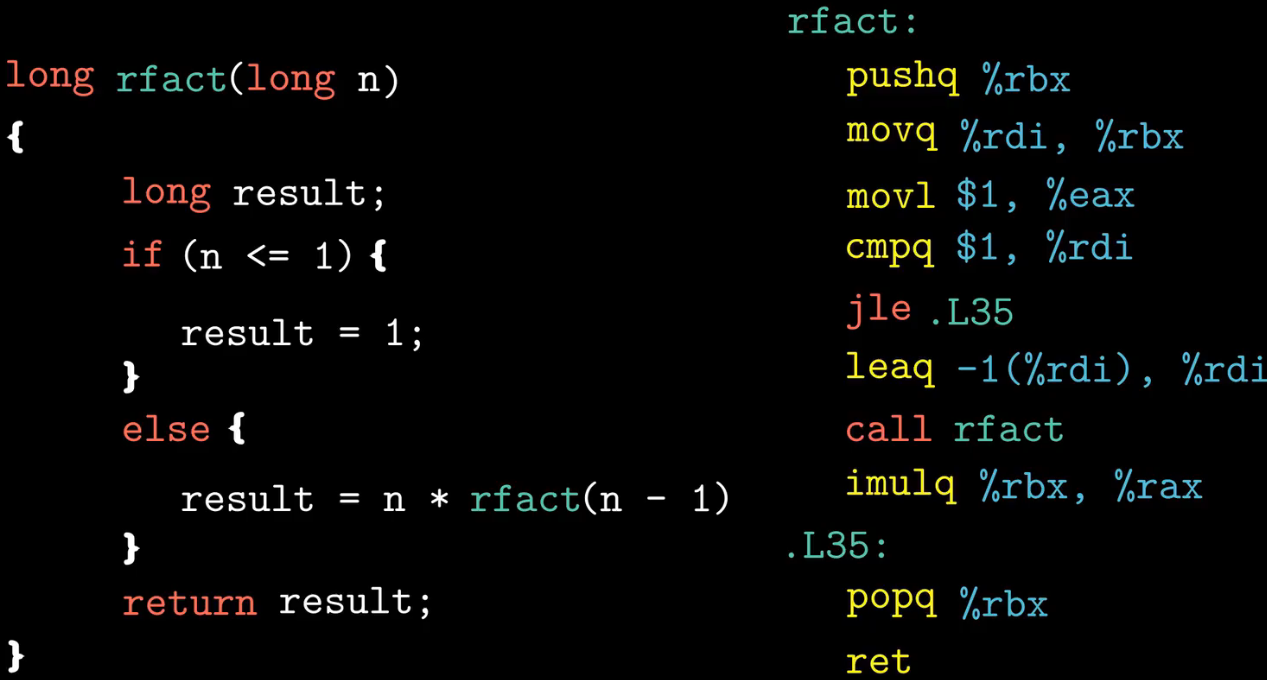 long rfact(long n)
{
long result;
if (n <= 1) {
result = 1;
}
else {
result = n * rfact(n - 1)
}
return result;
}
rfact:
pushq %rbx
movq %rdi, %rbx
movl $1, %eax
cmpq $1, %rdi
jle .L35
leaq -1(%rdi), %rdi
call rfact
imulq %rbx, %rax
.L35:
popq %rbx
ret